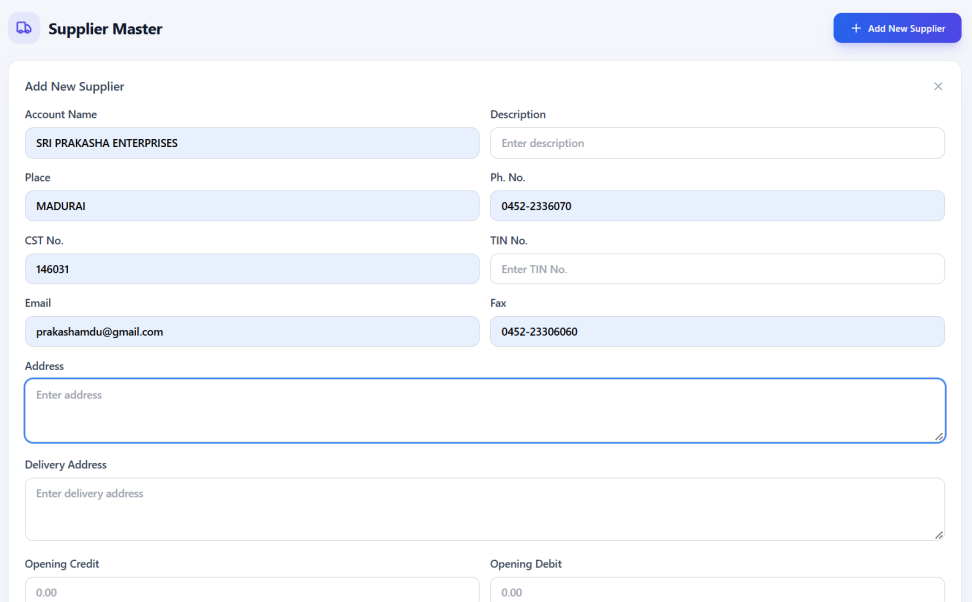 Supplier Master
+ Add New Supplier
Add New Supplier
Account Name
Description
SRI PRAKASHA ENTERPRISES
Enter description
Place
Ph. No.
MADURAI
0452-2336070
CST No.
TIN No.
146031
Enter TIN No.
Email
Fax
prakashamdu@gmail.com
0452-23306060
Address
Enter address
Delivery Address
Enter delivery address
Opening Credit
Opening Debit
0.00
0.00